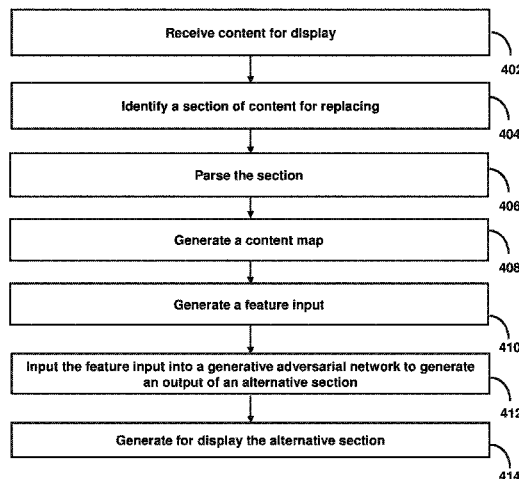 Receive content for display
402
Identify a section of content for replacing
404
Parse the section
406
Generate a content map
408
Generate a feature input
410
Input the feature input into a generative adversarial network to generate
an output of an alternative section
412
Generate for display the alternative section
414